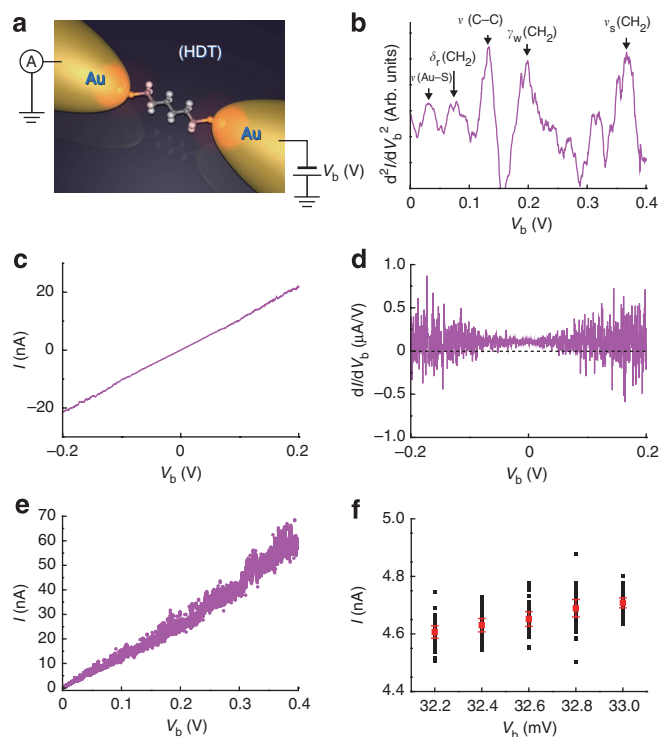 a
(HDT)
A
Au
Au
V_b (V)
b
ν (C–C)
γ_w(CH₂)
ν_s(CH₂)
δ_r(CH₂)
ν(Au–S)
d²I/dV_b² (Arb. units)
0 0.1 0.2 0.3 0.4
V_b (V)
c
20
0
−20
I (nA)
−0.2 0 0.2
V_b (V)
d
1.0
0.5
0
−0.5
−1.0
dI/dV_b (µA/V)
−0.2 0 0.2
V_b (V)
e
70
60
50
40
30
20
10
0
I (nA)
0 0.1 0.2 0.3 0.4
V_b (V)
f
5.0
4.8
4.6
4.4
I (nA)
32.2 32.4 32.6 32.8 33.0
V_b (mV)